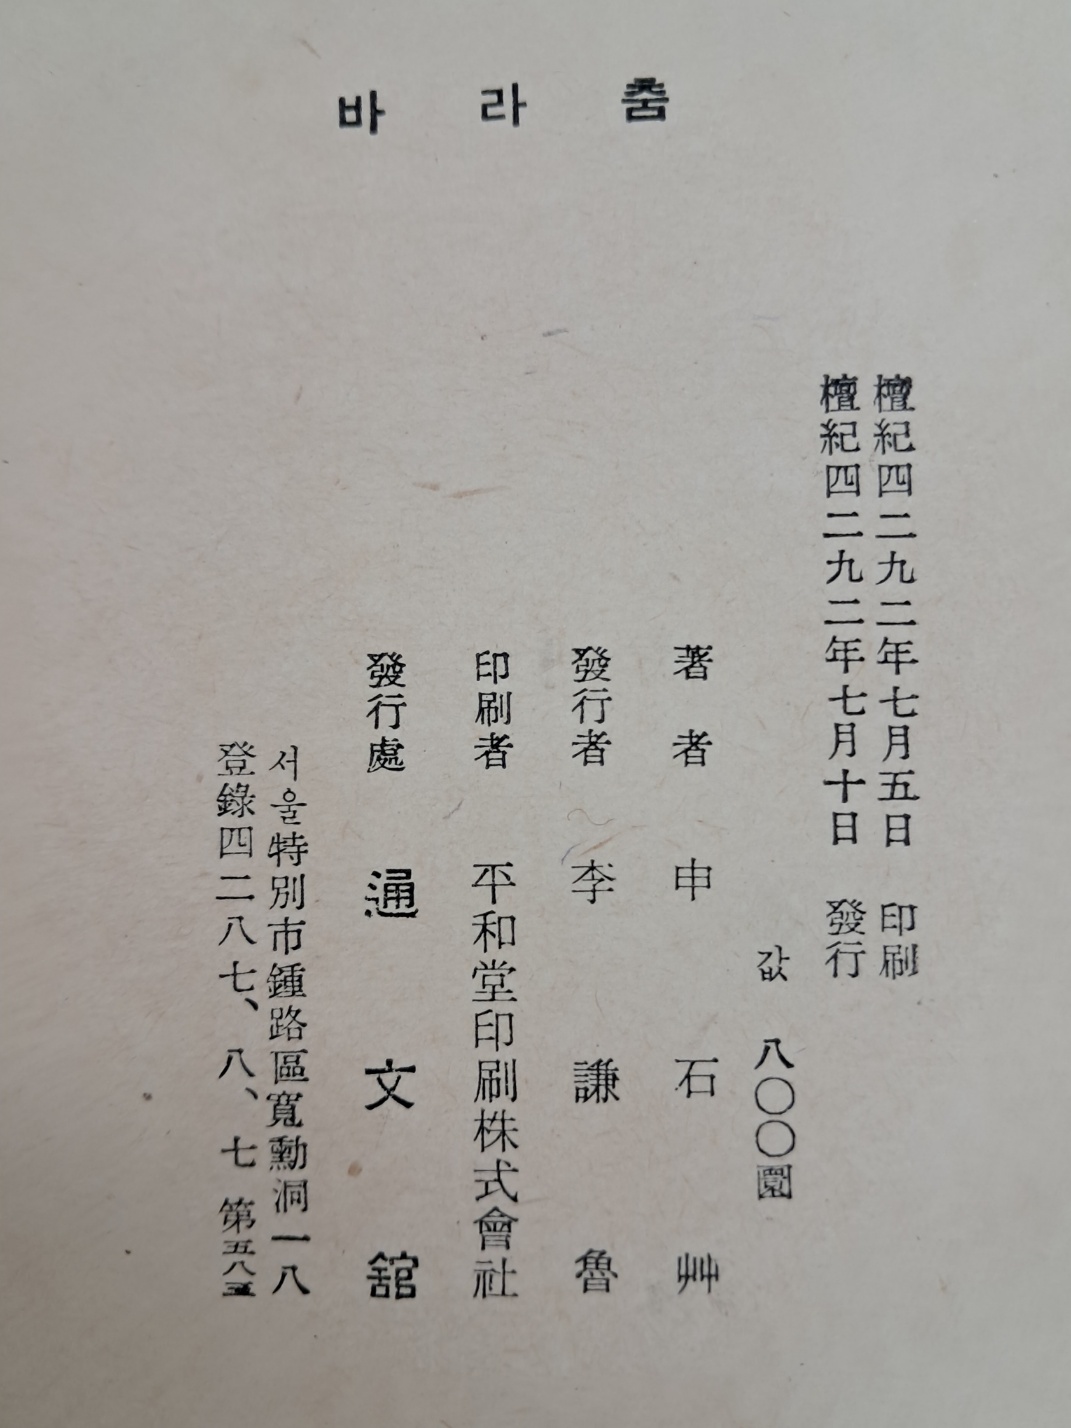 바라춤
檀紀四二九二年七月五日 印刷
檀紀四二九二年七月十日 發行
값 八〇〇圜
著者 申石艸
發行者 李謙魯
印刷者 平和堂印刷株式會社
發行處 通文舘
서울特別市鍾路區寬勳洞一八
登錄四二八七、八、七 第五八五